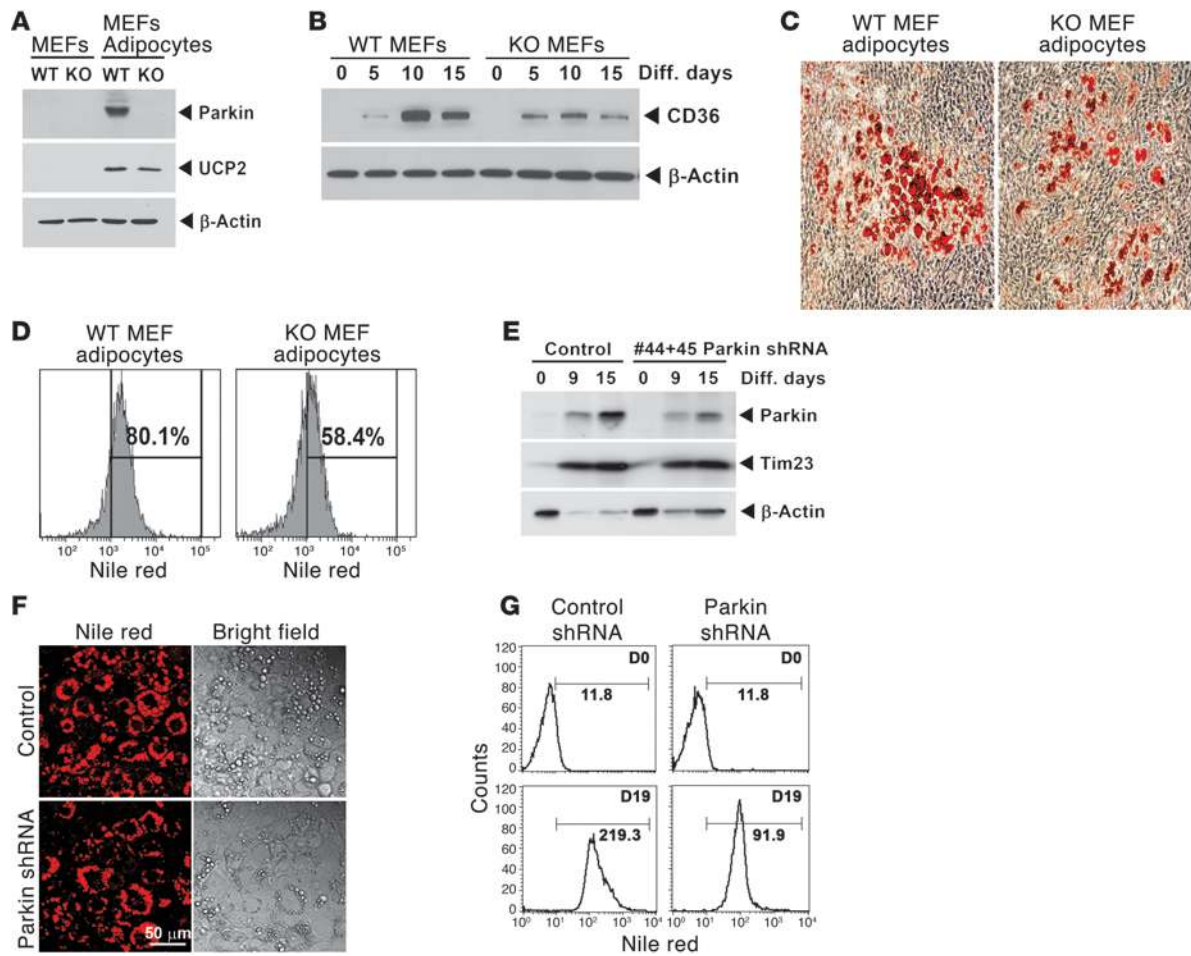 A
MEFs
MEFs
Adipocytes
WT KO WT KO
◀ Parkin
◀ UCP2
◀ β-Actin
B
WT MEFs KO MEFs
0 5 10 15 0 5 10 15 Diff. days
◀ CD36
◀ β-Actin
C
WT MEF
adipocytes
KO MEF
adipocytes
D
WT MEF
adipocytes
80.1%
10² 10³ 10⁴ 10⁵
Nile red
KO MEF
adipocytes
58.4%
10² 10³ 10⁴ 10⁵
Nile red
E
Control #44+45 Parkin shRNA
0 9 15 0 9 15 Diff. days
◀ Parkin
◀ Tim23
◀ β-Actin
F
Nile red Bright field
Control
Parkin shRNA
50 μm
G
Control
shRNA
Parkin
shRNA
Counts
120
100
80
60
40
20
0
D0
11.8
D0
11.8
120
100
80
60
40
20
0
D19
219.3
D19
91.9
10⁰ 10¹ 10² 10³ 10⁴
10⁰ 10¹ 10² 10³ 10⁴
Nile red